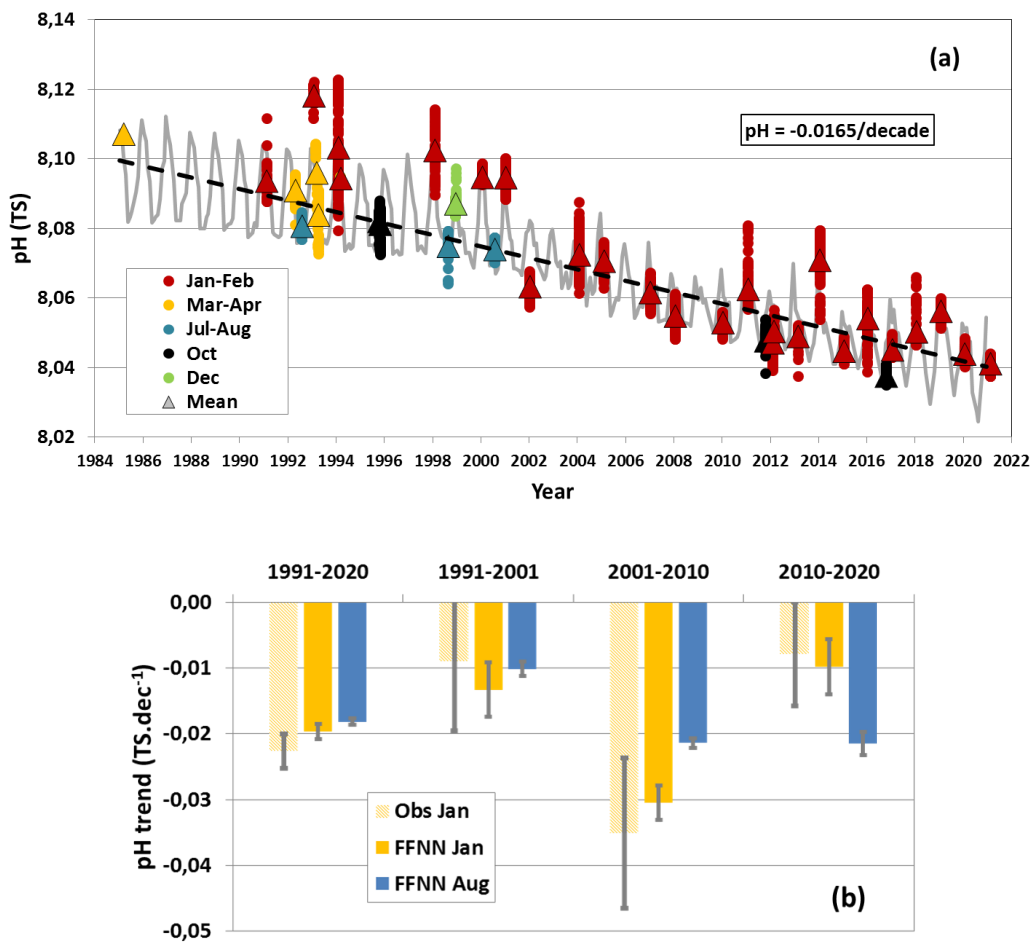 8,14
(a)
8,12
pH = -0.0165/decade
8,10
pH (TS)
8,08
Jan-Feb
Mar-Apr
8,06
Jul-Aug
Oct
8,04
Dec
Mean
8,02
1984 1986 1988 1990 1992 1994 1996 1998 2000 2002 2004 2006 2008 2010 2012 2014 2016 2018 2020 2022
Year
1991-2020 1991-2001 2001-2010 2010-2020
0,00
-0,01
-0,02
-0,03
-0,04
-0,05
pH trend (TS.dec⁻¹)
Obs Jan
FFNN Jan
FFNN Aug
(b)